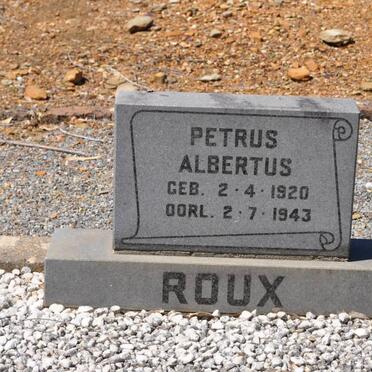 PETRUS
ALBERTUS
GEB. 2·4·1920
OORL. 2·7·1943
ROUX